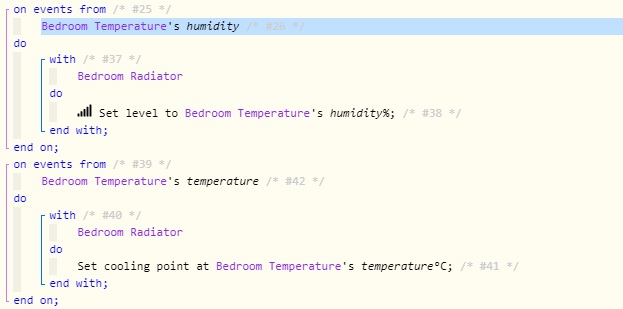 on events from /* #25 */
Bedroom Temperature's humidity /* #26 */
do
with /* #37 */
Bedroom Radiator
do
Set level to Bedroom Temperature's humidity%; /* #38 */
end with;
end on;
on events from /* #39 */
Bedroom Temperature's temperature /* #42 */
do
with /* #40 */
Bedroom Radiator
do
Set cooling point at Bedroom Temperature's temperature°C; /* #41 */
end with;
end on;